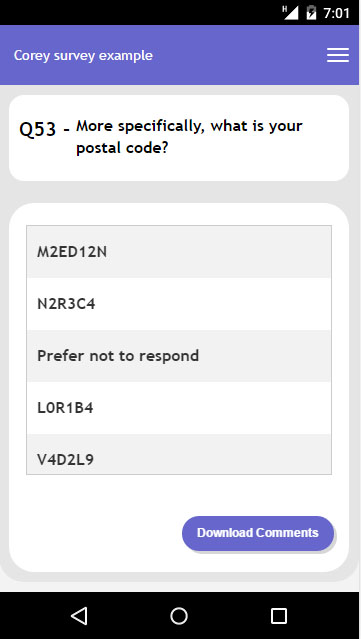 H 7:01
Corey survey example
Q53 - More specifically, what is your
postal code?
M2ED12N
N2R3C4
Prefer not to respond
L0R1B4
V4D2L9
Download Comments